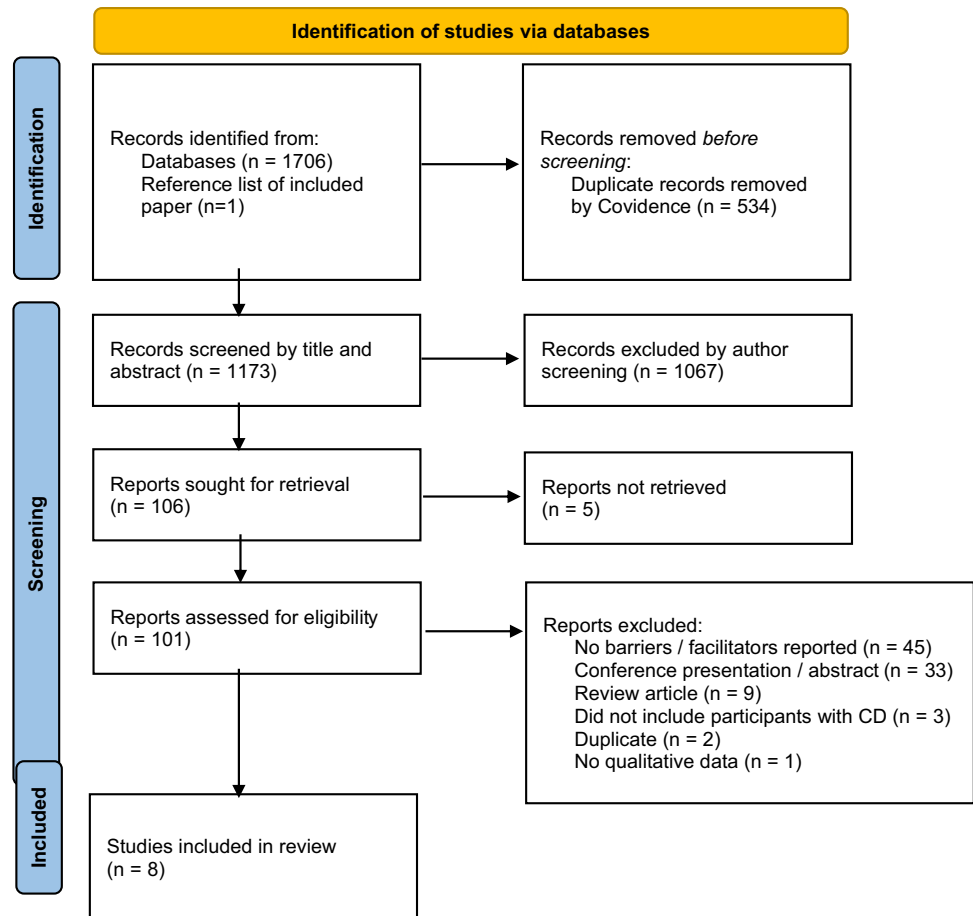 Identification of studies via databases
Identification
Records identified from:
Databases (n = 1706)
Reference list of included
paper (n=1)
Records removed before
screening:
Duplicate records removed
by Covidence (n = 534)
Screening
Records screened by title and
abstract (n = 1173)
Records excluded by author
screening (n = 1067)
Reports sought for retrieval
(n = 106)
Reports not retrieved
(n = 5)
Reports assessed for eligibility
(n = 101)
Reports excluded:
No barriers / facilitators reported (n = 45)
Conference presentation / abstract (n = 33)
Review article (n = 9)
Did not include participants with CD (n = 3)
Duplicate (n = 2)
No qualitative data (n = 1)
Included
Studies included in review
(n = 8)